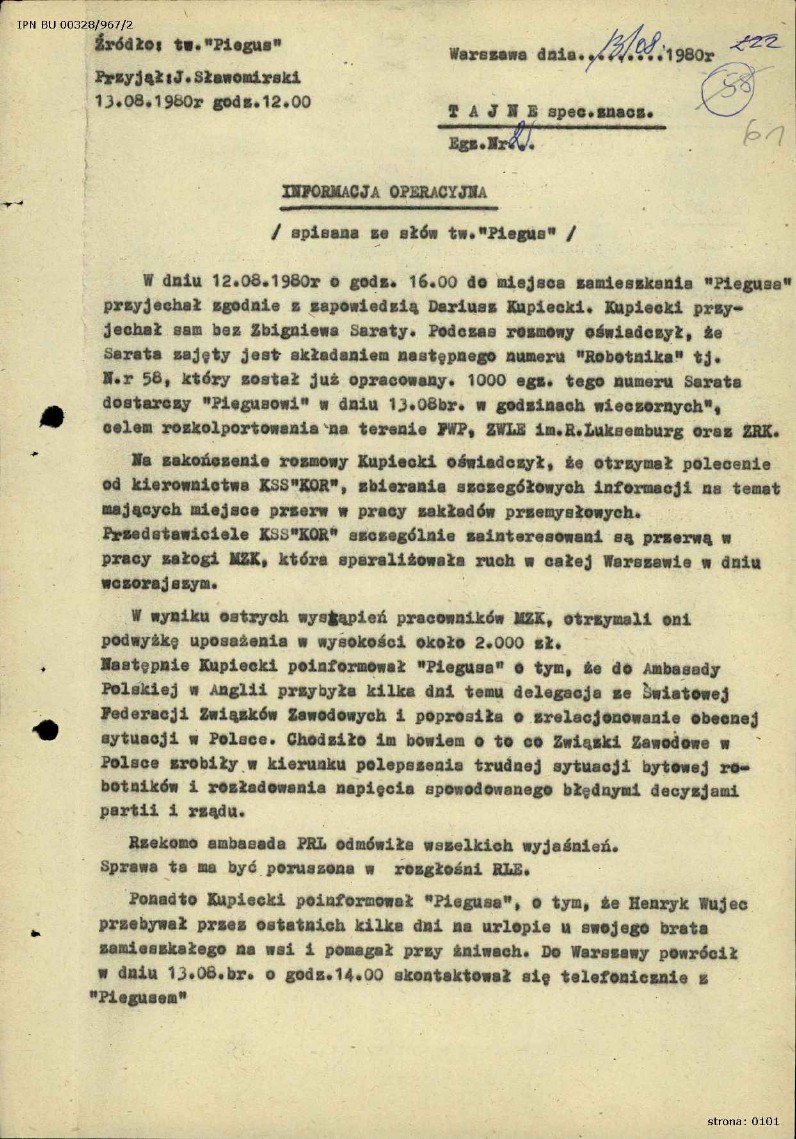 IPN BU 00328/967/2
Źródło: tw."Piegus"
Przyjął:J.Sławomirski
13.08.1980r godz.12.00
Warszawa dnia..13/08..1980r
222
58
61
T A J N E spec.znacz.
Egz.Nr.2.
INFORMACJA OPERACYJNA
/ spisana ze słów tw."Piegus" /
W dniu 12.08.1980r o godz. 16.00 do miejsca zamieszkania "Piegusa"
przyjechał zgodnie z zapowiedzią Dariusz Kupiecki. Kupiecki przy-
jechał sam bez Zbigniewa Saraty. Podczas rozmowy oświadczył, że
Sarata zajęty jest składaniem następnego numeru "Robotnika" tj.
N.r 58, który został już opracowany. 1000 egz. tego numeru Sarata
dostarczy "Piegusowi" w dniu 13.08br. w godzinach wieczornych",
celem rozkolportowania na terenie PWP, ZWLE im.R.Luksemburg oraz ZRK.
Na zakończenie rozmowy Kupiecki oświadczył, że otrzymał polecenie
od kierownictwa KSS"KOR", zbierania szczegółowych informacji na temat
mających miejsce przerw w pracy zakładów przemysłowych.
Przedstawiciele KSS"KOR" szczególnie zainteresowani są przerwą w
pracy załogi MZK, która sparaliżowała ruch w całej Warszawie w dniu
wczorajszym.
W wyniku ostrych wystąpień pracowników MZK, otrzymali oni
podwyżkę uposażenia w wysokości około 2.000 zł.
Następnie Kupiecki poinformował "Piegusa" o tym, że do Ambasady
Polskiej w Anglii przybyła kilka dni temu delegacja ze Światowej
Federacji Związków Zawodowych i poprosiła o zrelacjonowanie obecnej
sytuacji w Polsce. Chodziło im bowiem o to co Związki Zawodowe w
Polsce zrobiły w kierunku polepszenia trudnej sytuacji bytowej ro-
botników i rozładowania napięcia spowodowanego błędnymi decyzjami
partii i rządu.
Rzekomo ambasada PRL odmówiła wszelkich wyjaśnień.
Sprawa ta ma być poruszona w rozgłośni RLE.
Ponadto Kupiecki poinformował "Piegusa", o tym, że Henryk Wujec
przebywał przez ostatnich kilka dni na urlopie u swojego brata
zamieszkałego na wsi i pomagał przy żniwach. Do Warszawy powrócił
w dniu 13.08.br. o godz.14.00 skontaktował się telefonicznie z
"Piegusem"
strona: 0101